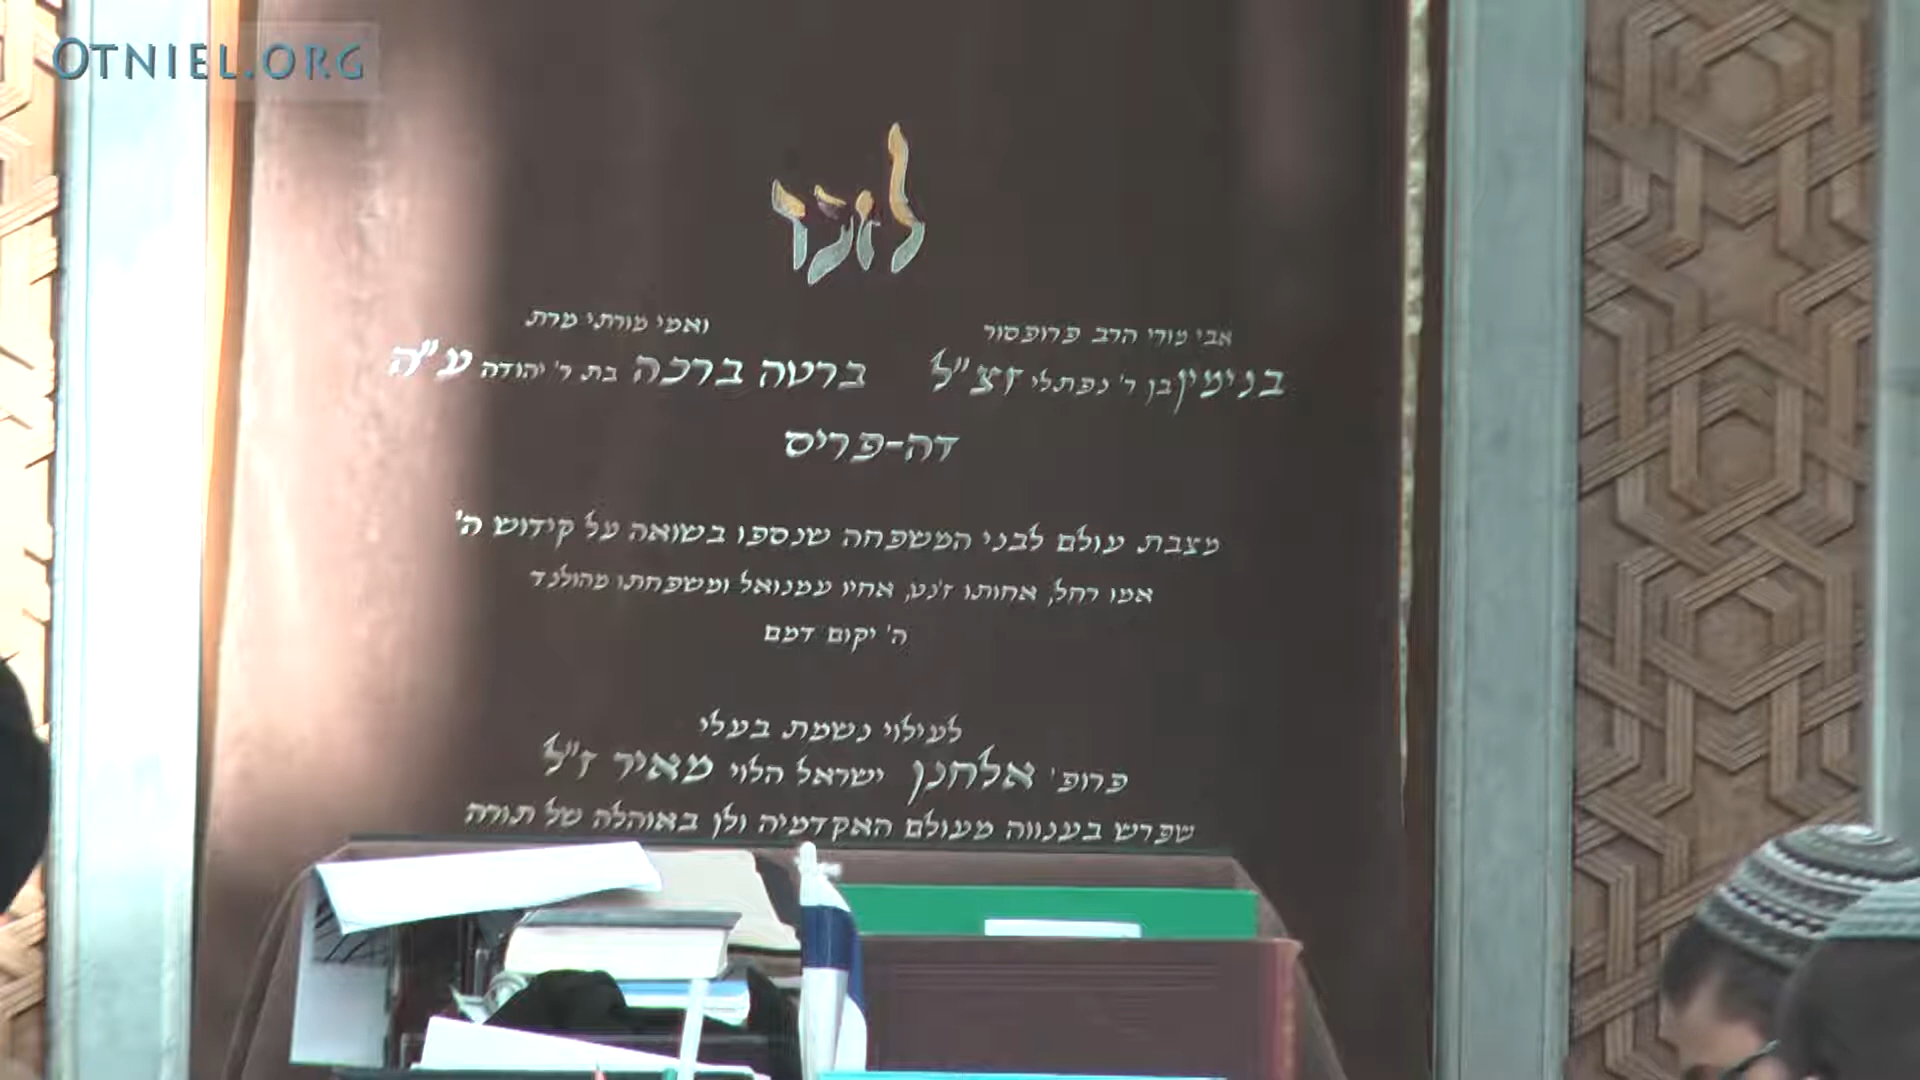 OTNIEL.ORG
לזכר
אבי מורי הרב פרופסור
בנימין בן ר' נפתלי זצ"ל
ואמי מורתי מרת
ברטה ברכה בת ר' יהודה ע"ה
דה-פריס
מצבת עולם לבני המשפחה שנספו בשואה על קידוש ה'
אמו רחל, אחותו ז'נט, אחיו עמנואל ומשפחתו מהולנד
ה' יקום דמם
לעילוי נשמת בעלי
פרופ' אלחנן ישראל הלוי מאיר ז"ל
שפרש בענווה מעולם האקדמיה ולן באוהלה של תורה